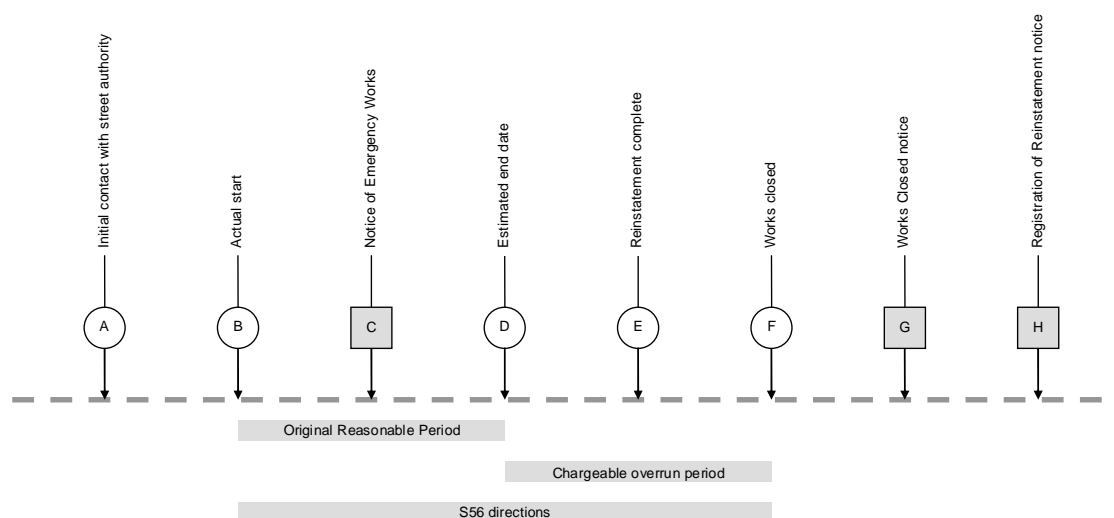 Initial contact with street authority
Actual start
Notice of Emergency Works
Estimated end date
Reinstatement complete
Works closed
Works Closed notice
Registration of Reinstatement notice
A
B
C
D
E
F
G
H
Original Reasonable Period
Chargeable overrun period
S56 directions